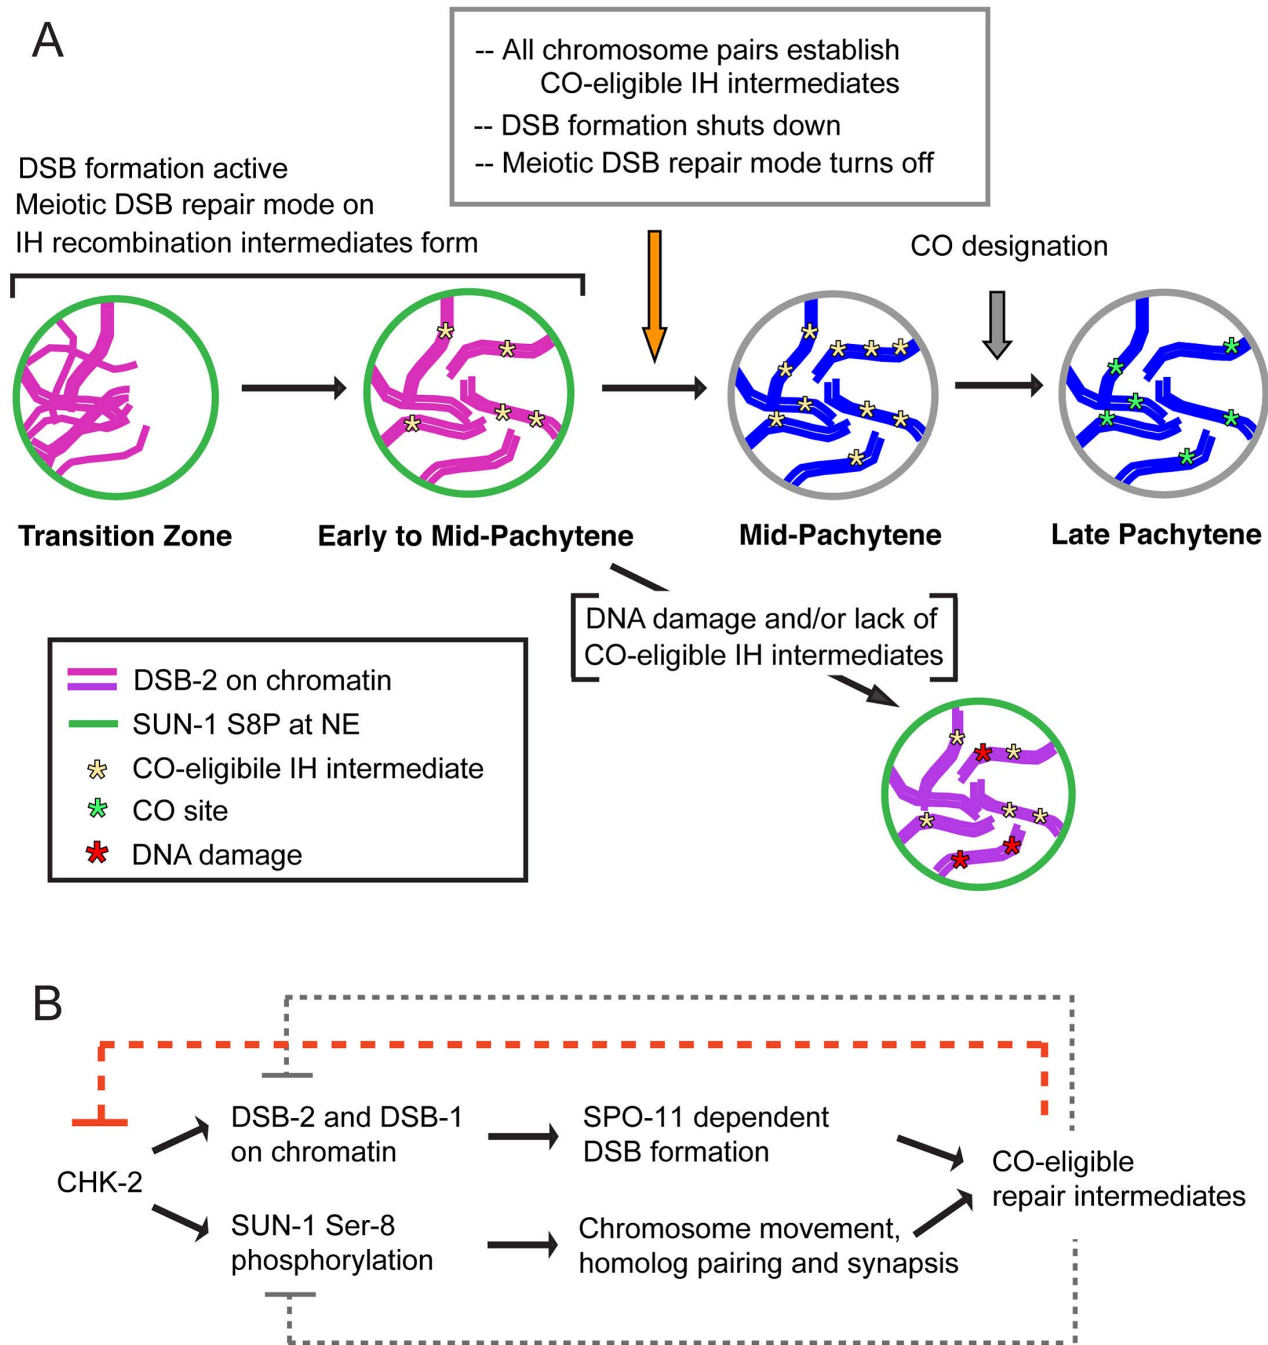 A
-- All chromosome pairs establish
CO-eligible IH intermediates
-- DSB formation shuts down
-- Meiotic DSB repair mode turns off
DSB formation active
Meiotic DSB repair mode on
IH recombination intermediates form
CO designation
Transition Zone
Early to Mid-Pachytene
Mid-Pachytene
Late Pachytene
DNA damage and/or lack of
CO-eligible IH intermediates
DSB-2 on chromatin
SUN-1 S8P at NE
CO-eligibile IH intermediate
CO site
DNA damage
B
CHK-2
DSB-2 and DSB-1
on chromatin
SPO-11 dependent
DSB formation
SUN-1 Ser-8
phosphorylation
Chromosome movement,
homolog pairing and synapsis
CO-eligible
repair intermediates